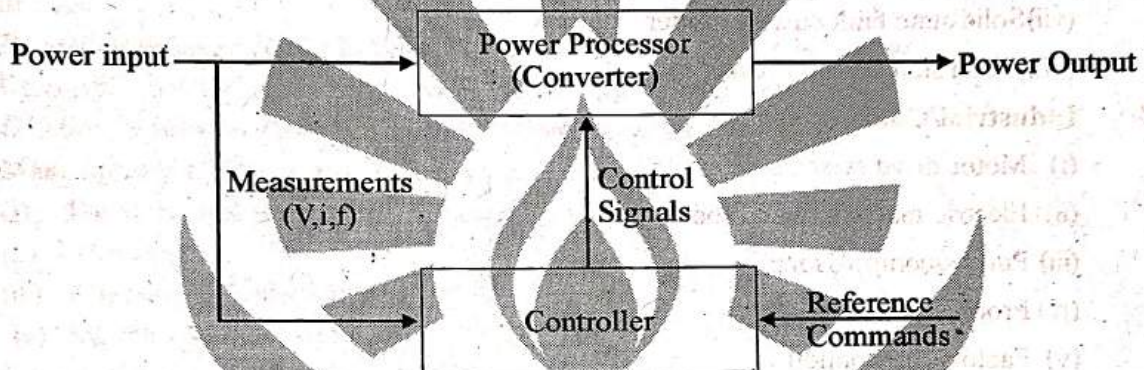 Power input
Power Processor
(Converter)
Power Output
Measurements
(V,i,f)
Control
Signals
Controller
Reference
Commands